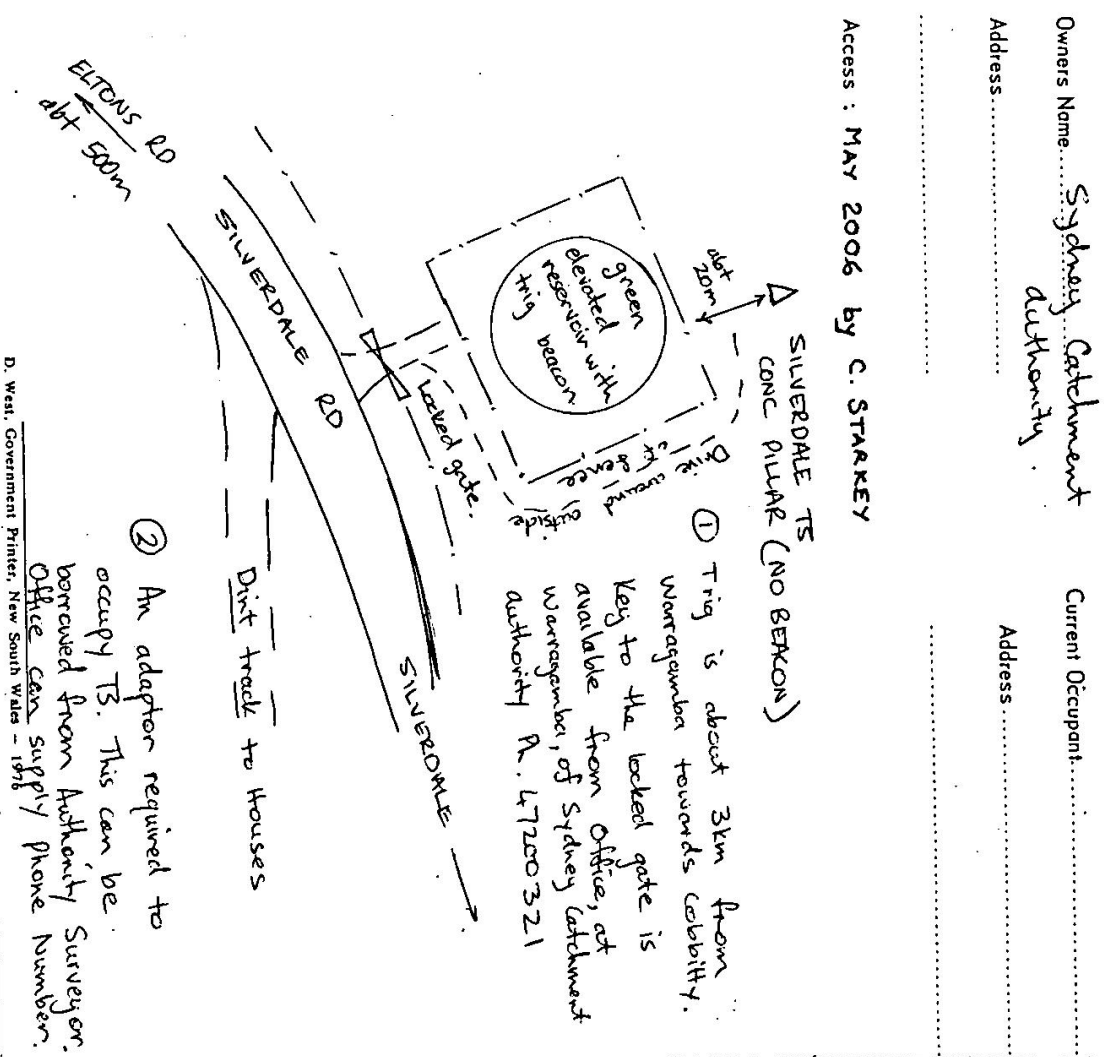 Owners Name.....Sydney Catchment
Authority.
Current Occupant
Address
Address
Access : MAY 2006 by C. STARKEY
SILVERDALE TS
CONC PILLAR (NO BEACON)
abt
20m
green
elevated
reservoir with
trig beacon
Drive around
outside
of fence
Locked gate.
① Trig is about 3km from
Warragamba towards Cobbitty.
Key to the locked gate is
available from Office, at
Warragamba, of Sydney Catchment
Authority Ph. 47200321
ELTONS RD
abt 500m
SILVERDALE RD
SILVERDALE
Dirt track to Houses
② An adaptor required to
occupy TS. This can be
borrowed from Authority Surveyor.
Office can supply phone Number.
D. West, Government Printer, New South Wales – 1976